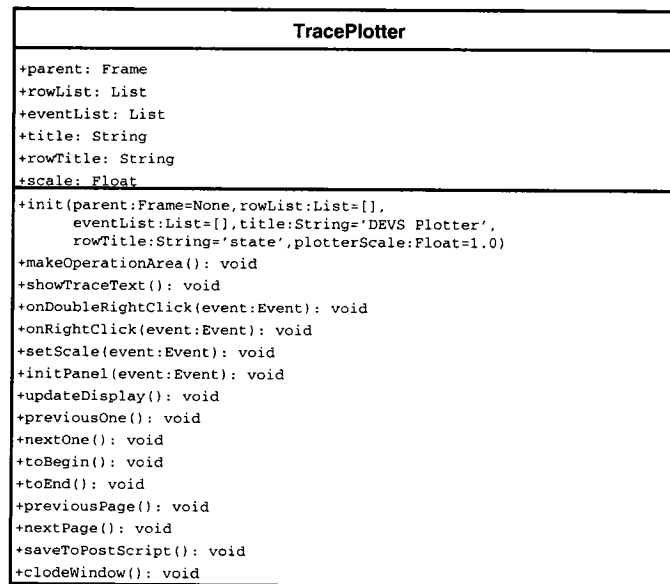 TracePlotter
+parent: Frame
+rowList: List
+eventList: List
+title: String
+rowTitle: String
+scale: Float
+init(parent:Frame=None,rowList:List=[],
eventList:List=[],title:String='DEVS Plotter',
rowTitle:String='state',plotterScale:Float=1.0)
+makeOperationArea(): void
+showTraceText(): void
+onDoubleRightClick(event:Event): void
+onRightClick(event:Event): void
+setScale(event:Event): void
+initPanel(event:Event): void
+updateDisplay(): void
+previousOne(): void
+nextOne(): void
+toBegin(): void
+toEnd(): void
+previousPage(): void
+nextPage(): void
+saveToPostScript(): void
+clodeWindow(): void